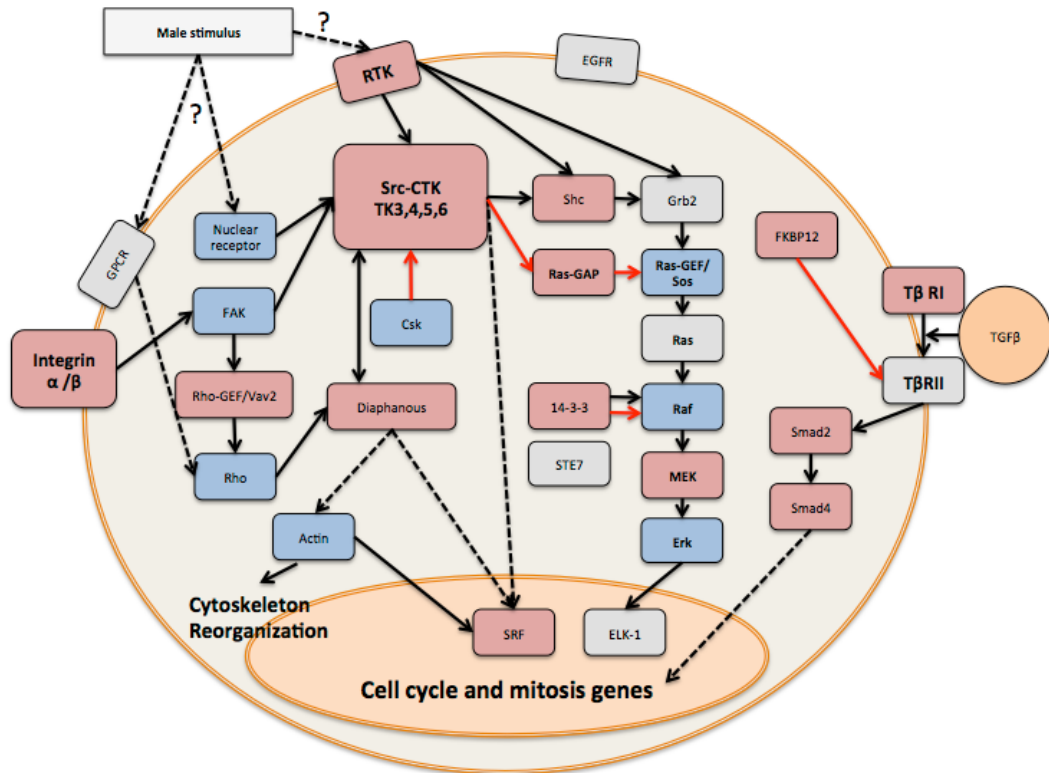 Male stimulus
?
?
RTK
EGFR
Src-CTK
TK3,4,5,6
Shc
Grb2
Nuclear
receptor
GPCR
FKBP12
Ras-GAP
Ras-GEF/
Sos
Tβ RI
TGFβ
FAK
Csk
Ras
TβRII
Integrin
α /β
Rho-GEF/Vav2
Diaphanous
14-3-3
Raf
Smad2
STE7
Rho
MEK
Smad4
Actin
Erk
Cytoskeleton
Reorganization
SRF
ELK-1
Cell cycle and mitosis genes